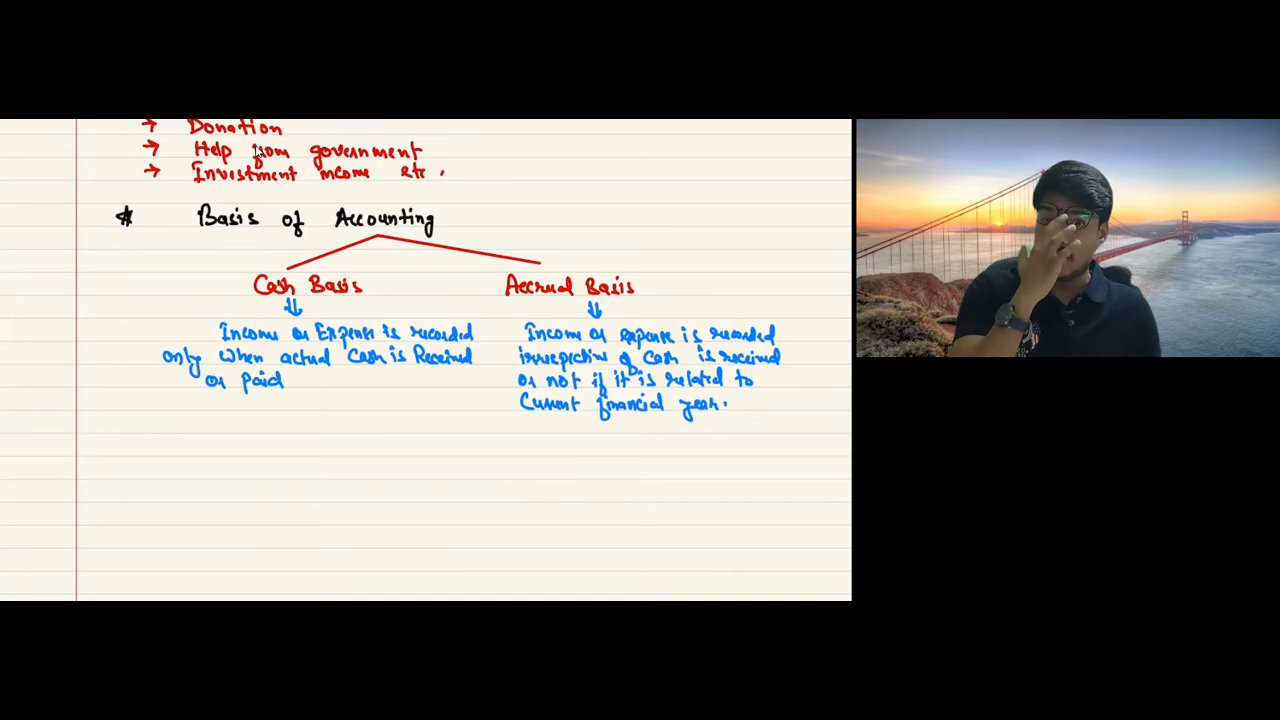 → Donation
→ Help from government
→ Investment income etc.
* Basis of Accounting
Cash Basis
Income or Expense is recorded
only when actual Cash is Received
or paid
Accrual Basis
Income or expense is recorded
irrespective of Cash is received
or not if it is related to
Current financial year.